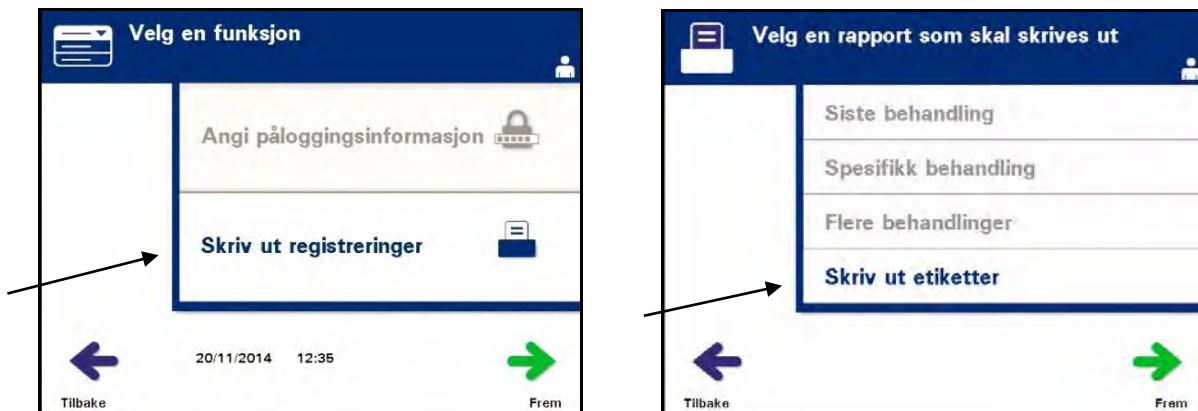 Velg en funksjon
Angi påloggingsinformasjon
Skriv ut registreringer
20/11/2014 12:35
Tilbake
Frem
Velg en rapport som skal skrives ut
Siste behandling
Spesifikk behandling
Flere behandlinger
Skriv ut etiketter
Tilbake
Frem